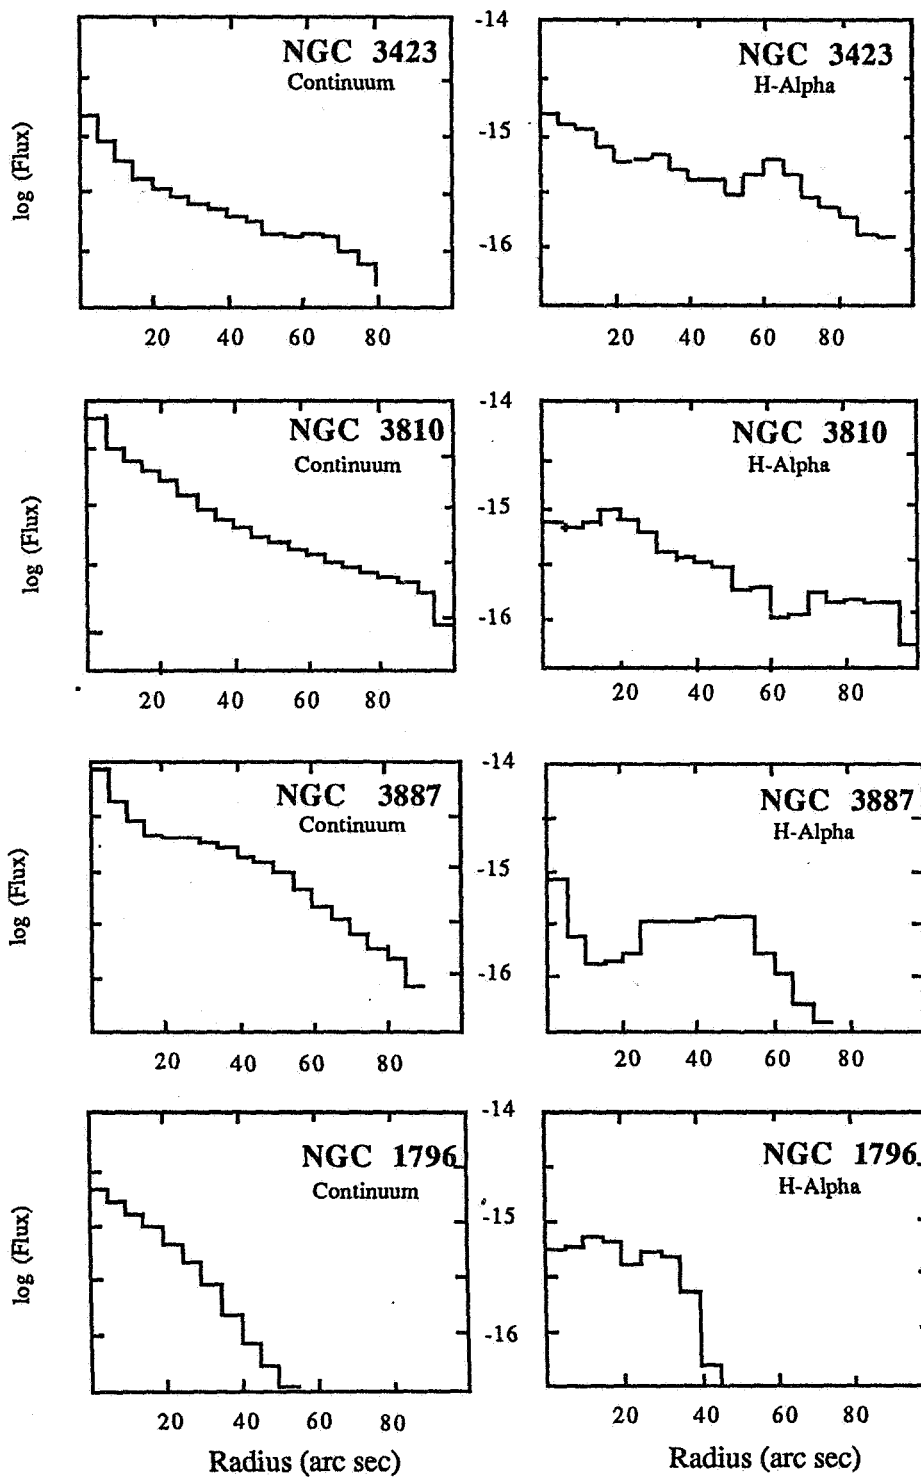 NGC 3423
Continuum
log (Flux)
20 40 60 80
-14
-15
-16
NGC 3423
H-Alpha
20 40 60 80
NGC 3810
Continuum
log (Flux)
20 40 60 80
-14
-15
-16
NGC 3810
H-Alpha
20 40 60 80
NGC 3887
Continuum
log (Flux)
20 40 60 80
-14
-15
-16
NGC 3887
H-Alpha
20 40 60 80
NGC 1796
Continuum
log (Flux)
20 40 60 80
Radius (arc sec)
-14
-15
-16
NGC 1796
H-Alpha
20 40 60 80
Radius (arc sec)